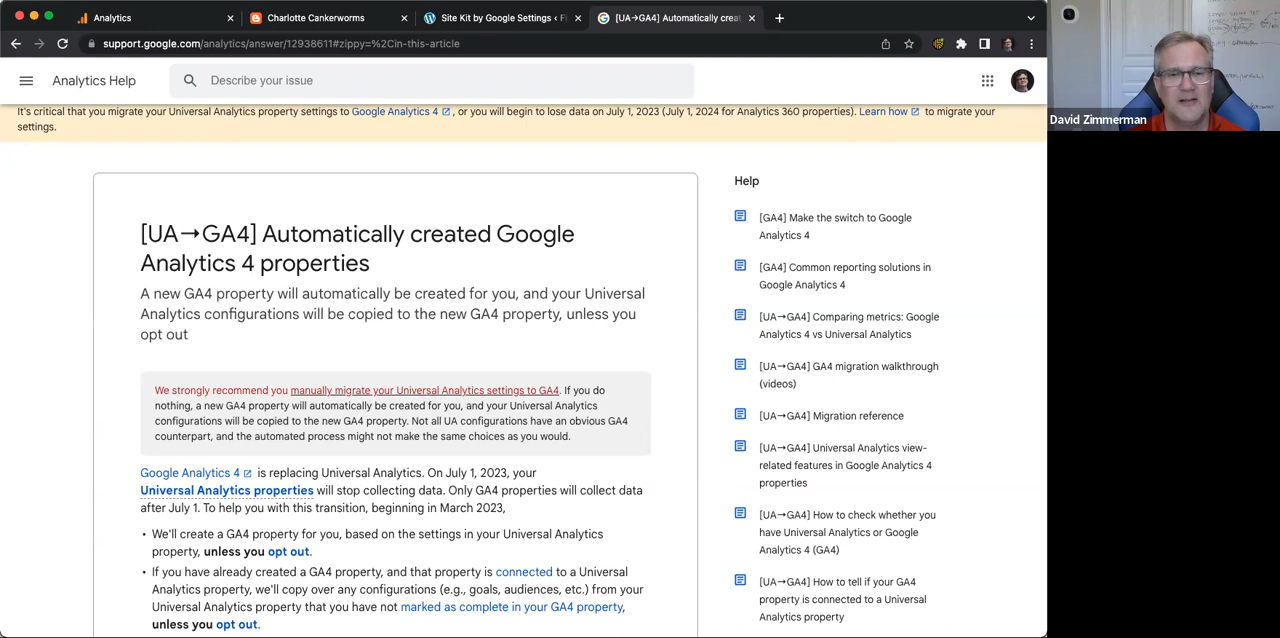 Analytics
Charlotte Cankerworms
Site Kit by Google Settings ‹ Fi
[UA→GA4] Automatically creat
support.google.com/analytics/answer/12938611#zippy=%2Cin-this-article
Analytics Help
Describe your issue
It's critical that you migrate your Universal Analytics property settings to Google Analytics 4 , or you will begin to lose data on July 1, 2023 (July 1, 2024 for Analytics 360 properties). Learn how to migrate your
settings.
[UA→GA4] Automatically created Google
Analytics 4 properties
A new GA4 property will automatically be created for you, and your Universal
Analytics configurations will be copied to the new GA4 property, unless you
opt out
We strongly recommend you manually migrate your Universal Analytics settings to GA4. If you do
nothing, a new GA4 property will automatically be created for you, and your Universal Analytics
configurations will be copied to the new GA4 property. Not all UA configurations have an obvious GA4
counterpart, and the automated process might not make the same choices as you would.
Google Analytics 4 is replacing Universal Analytics. On July 1, 2023, your
Universal Analytics properties will stop collecting data. Only GA4 properties will collect data
after July 1. To help you with this transition, beginning in March 2023,
• We'll create a GA4 property for you, based on the settings in your Universal Analytics
property, unless you opt out.
• If you have already created a GA4 property, and that property is connected to a Universal
Analytics property, we'll copy over any configurations (e.g., goals, audiences, etc.) from your
Universal Analytics property that you have not marked as complete in your GA4 property,
unless you opt out.
Help
[GA4] Make the switch to Google
Analytics 4
[GA4] Common reporting solutions in
Google Analytics 4
[UA→GA4] Comparing metrics: Google
Analytics 4 vs Universal Analytics
[UA→GA4] GA4 migration walkthrough
(videos)
[UA→GA4] Migration reference
[UA→GA4] Universal Analytics view-
related features in Google Analytics 4
properties
[UA→GA4] How to check whether you
have Universal Analytics or Google
Analytics 4 (GA4)
[UA→GA4] How to tell if your GA4
property is connected to a Universal
Analytics property
David Zimmerman